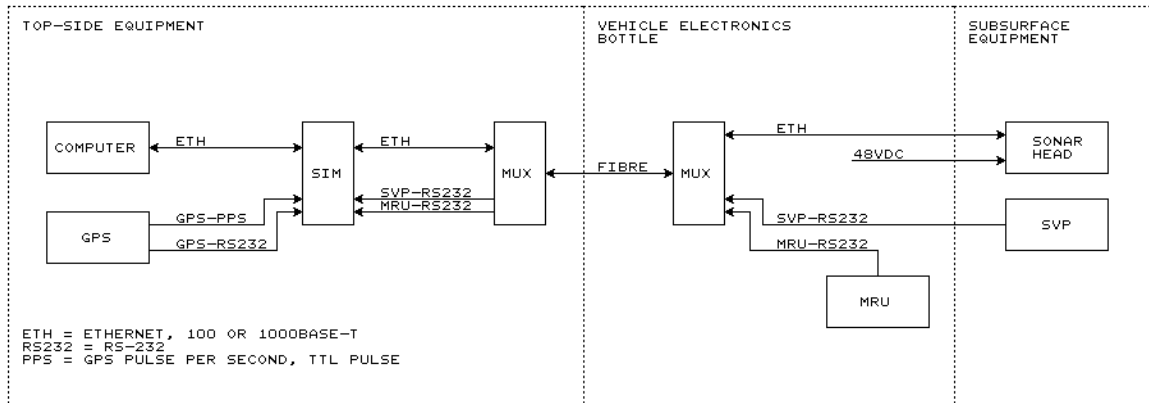 TOP-SIDE EQUIPMENT
VEHICLE ELECTRONICS
BOTTLE
SUBSURFACE
EQUIPMENT
COMPUTER
ETH
SIM
ETH
MUX
SVP-RS232
MRU-RS232
GPS
GPS-PPS
GPS-RS232
FIBRE
MUX
ETH
48VDC
SONAR
HEAD
SVP-RS232
SVP
MRU-RS232
MRU
ETH = ETHERNET, 100 OR 1000BASE-T
RS232 = RS-232
PPS = GPS PULSE PER SECOND, TTL PULSE